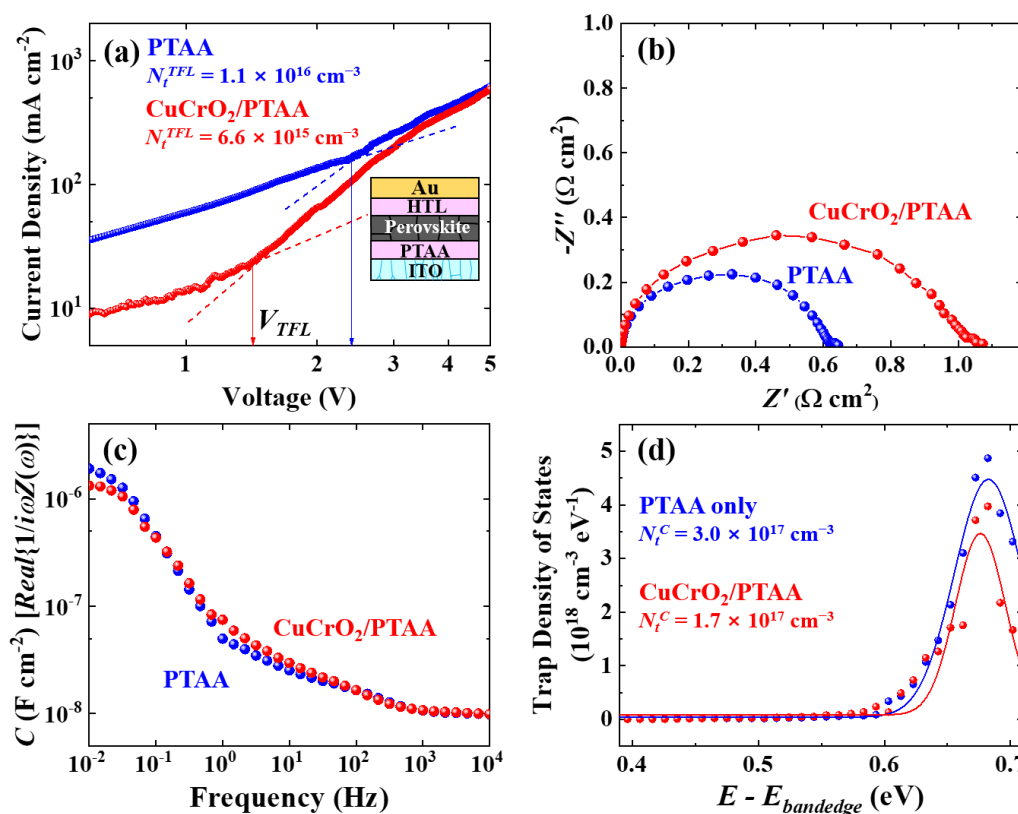 (a)
PTAA
N_t^TFL = 1.1 × 10^16 cm^−3
CuCrO_2/PTAA
N_t^TFL = 6.6 × 10^15 cm^−3
Au
HTL
Perovskite
PTAA
ITO
V_TFL
10^3
10^2
10^1
Current Density (mA cm^−2)
1
2
3
4
5
Voltage (V)
(b)
CuCrO_2/PTAA
PTAA
1.0
0.8
0.6
0.4
0.2
0.0
-Z'' (Ω cm^2)
0.0
0.2
0.4
0.6
0.8
1.0
Z' (Ω cm^2)
(c)
CuCrO_2/PTAA
PTAA
10^-6
10^-7
10^-8
C (F cm^−2) [Real{1/iωZ(ω)}]
10^-2
10^-1
10^0
10^1
10^2
10^3
10^4
Frequency (Hz)
(d)
PTAA only
N_t^C = 3.0 × 10^17 cm^−3
CuCrO_2/PTAA
N_t^C = 1.7 × 10^17 cm^−3
5
4
3
2
1
0
Trap Density of States
(10^18 cm^−3 eV^−1)
0.4
0.5
0.6
0.7
E - E_bandedge (eV)